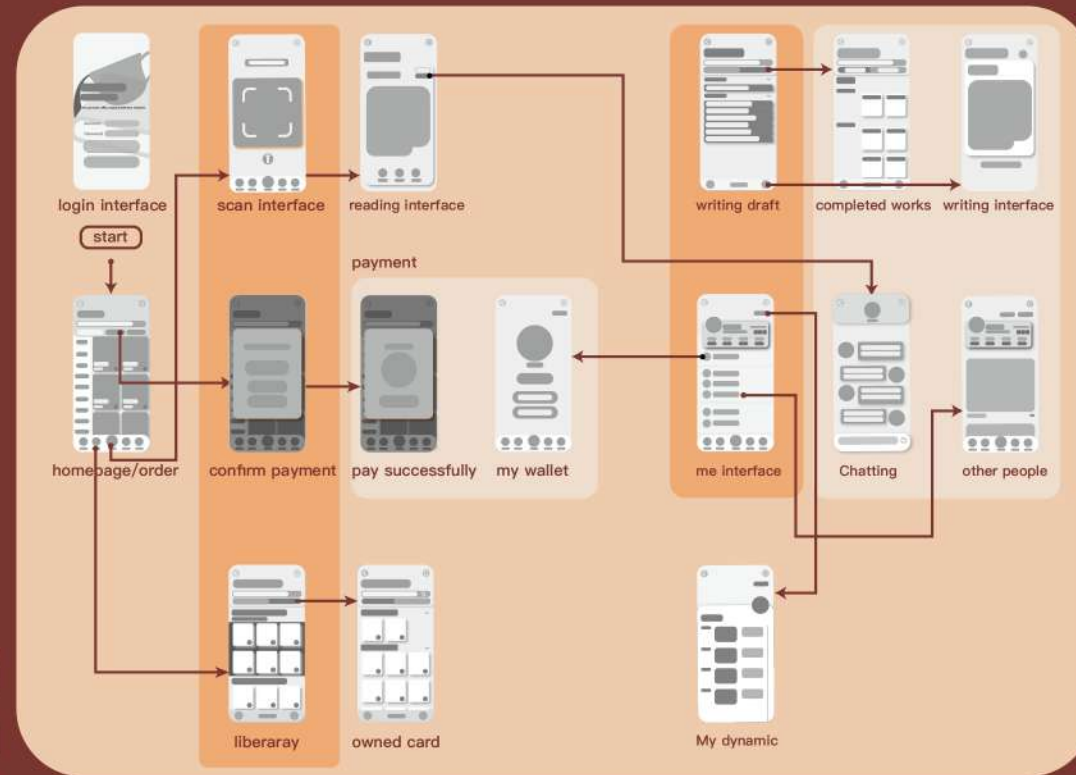 login interface
scan interface
reading interface
writing draft
completed works
writing interface
start
payment
homepage/order
confirm payment
pay successfully
my wallet
me interface
Chatting
other people
liberaray
owned card
My dynamic